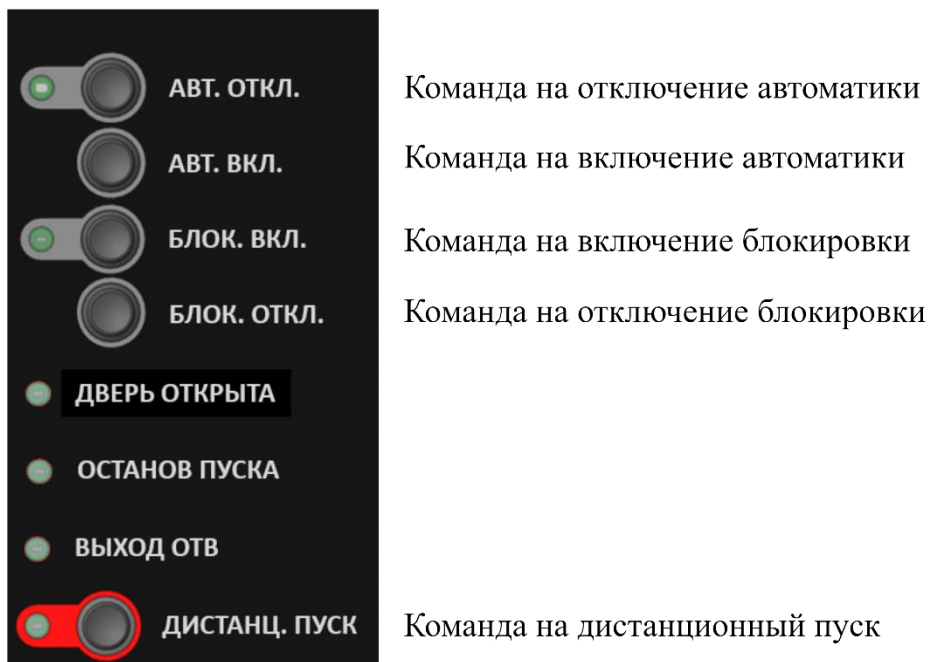 АВТ. ОТКЛ. Команда на отключение автоматики
АВТ. ВКЛ. Команда на включение автоматики
БЛОК. ВКЛ. Команда на включение блокировки
БЛОК. ОТКЛ. Команда на отключение блокировки
ДВЕРЬ ОТКРЫТА
ОСТАНОВ ПУСКА
ВЫХОД ОТВ
ДИСТАНЦ. ПУСК Команда на дистанционный пуск